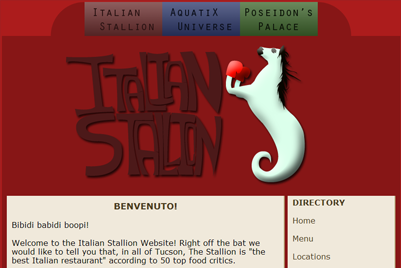 Italian Stallion
AquatiX Universe
Poseidon's Palace
Italian
Stallion
BENVENUTO!
Bibidi babidi boopi!
Welcome to the Italian Stallion Website! Right off the bat we
would like to tell you that, in all of Tucson, The Stallion is "the
best Italian restaurant" according to 50 top food critics.
DIRECTORY
Home
Menu
Locations